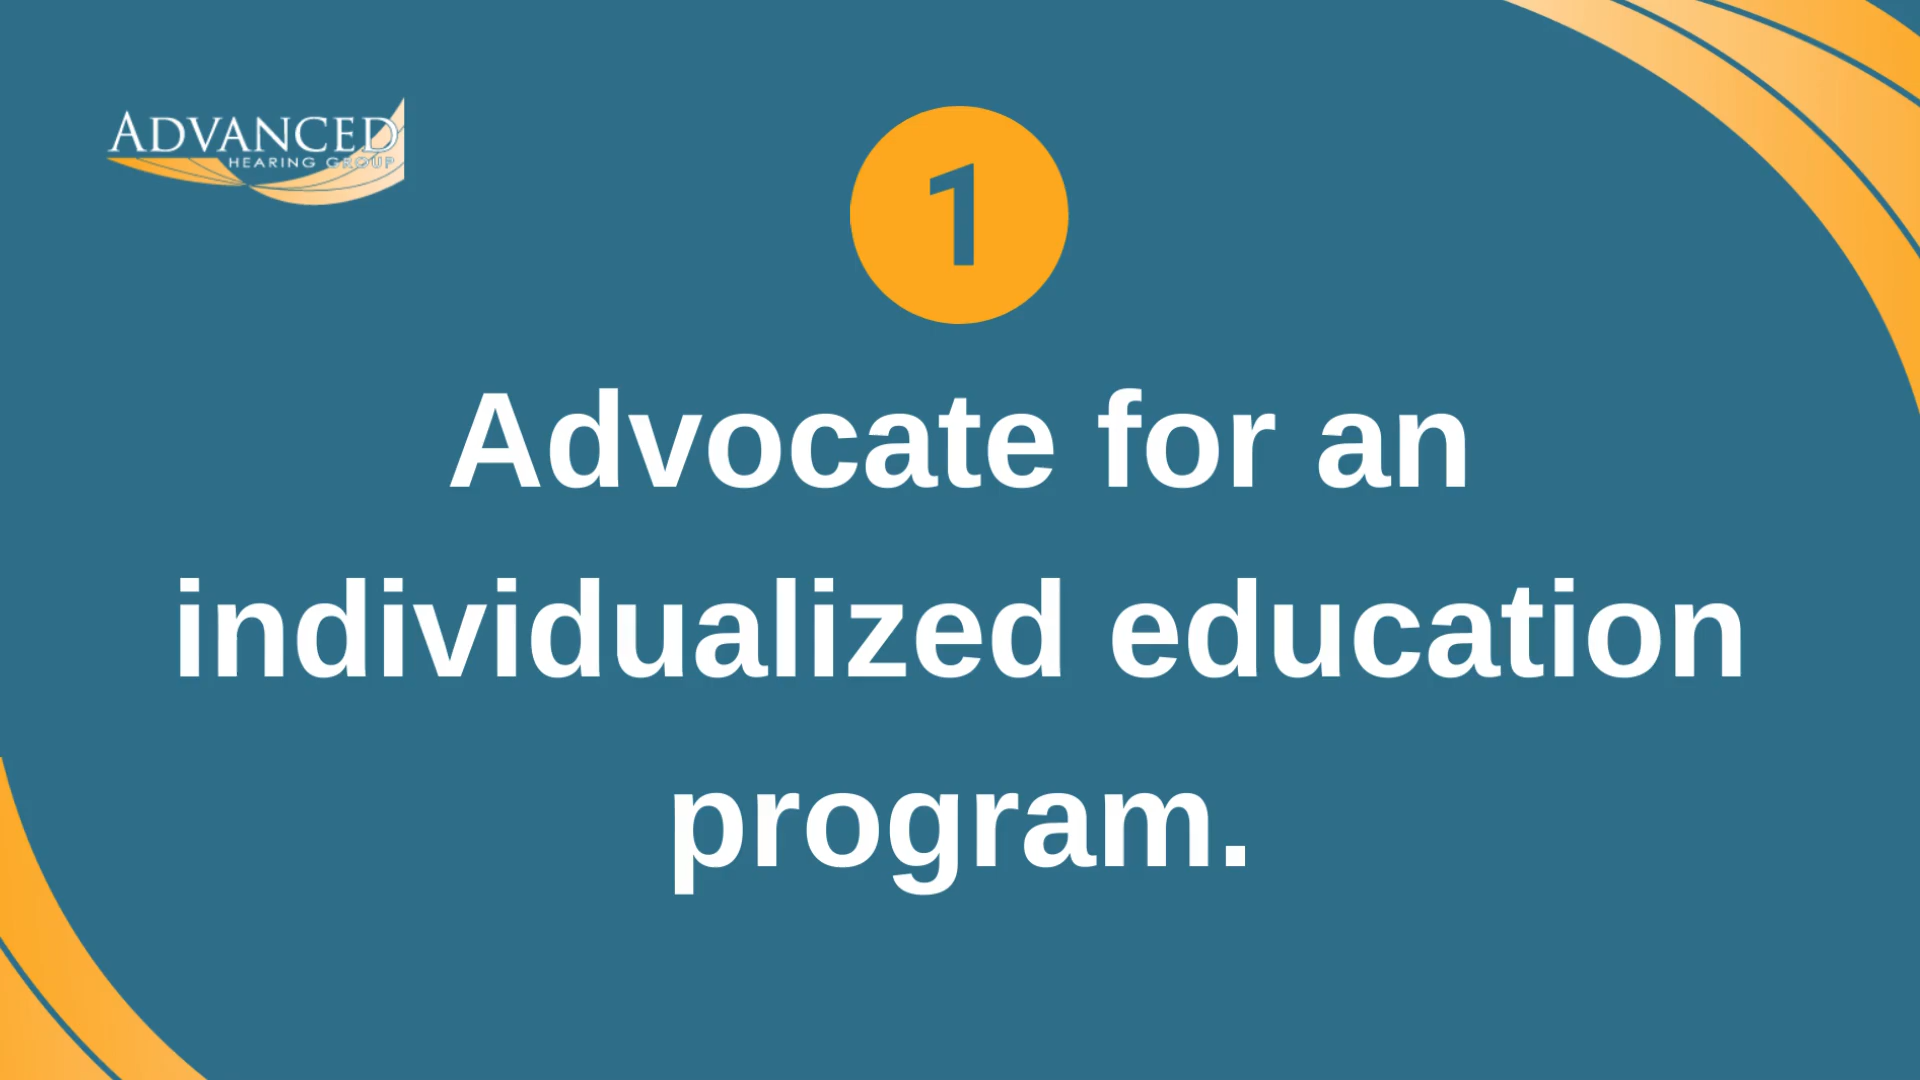 ADVANCED
HEARING GROUP
1
Advocate for an
individualized education
program.